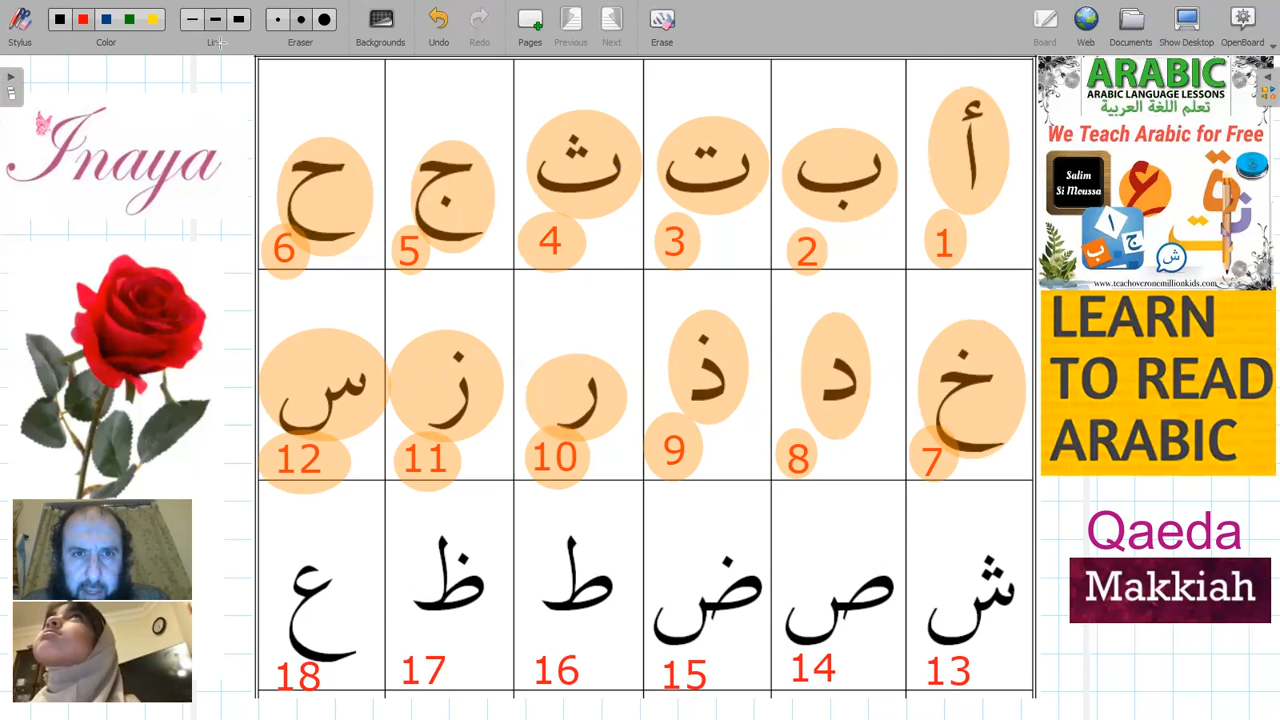 Stylus Color Line Eraser Backgrounds Undo Redo Pages Previous Next Erase Board Web Documents Show Desktop OpenBoard
Inaya
أ ب ت ث ج ح
1 2 3 4 5 6
خ د ذ ر ز س
7 8 9 10 11 12
ش ص ض ط ظ ع
13 14 15 16 17 18
ARABIC
ARABIC LANGUAGE LESSONS
تعلم اللغة العربية
We Teach Arabic for Free
Salim
Si Moussa
www.teachoveronemillionkids.com
LEARN
TO READ
ARABIC
Qaeda
Makkiah